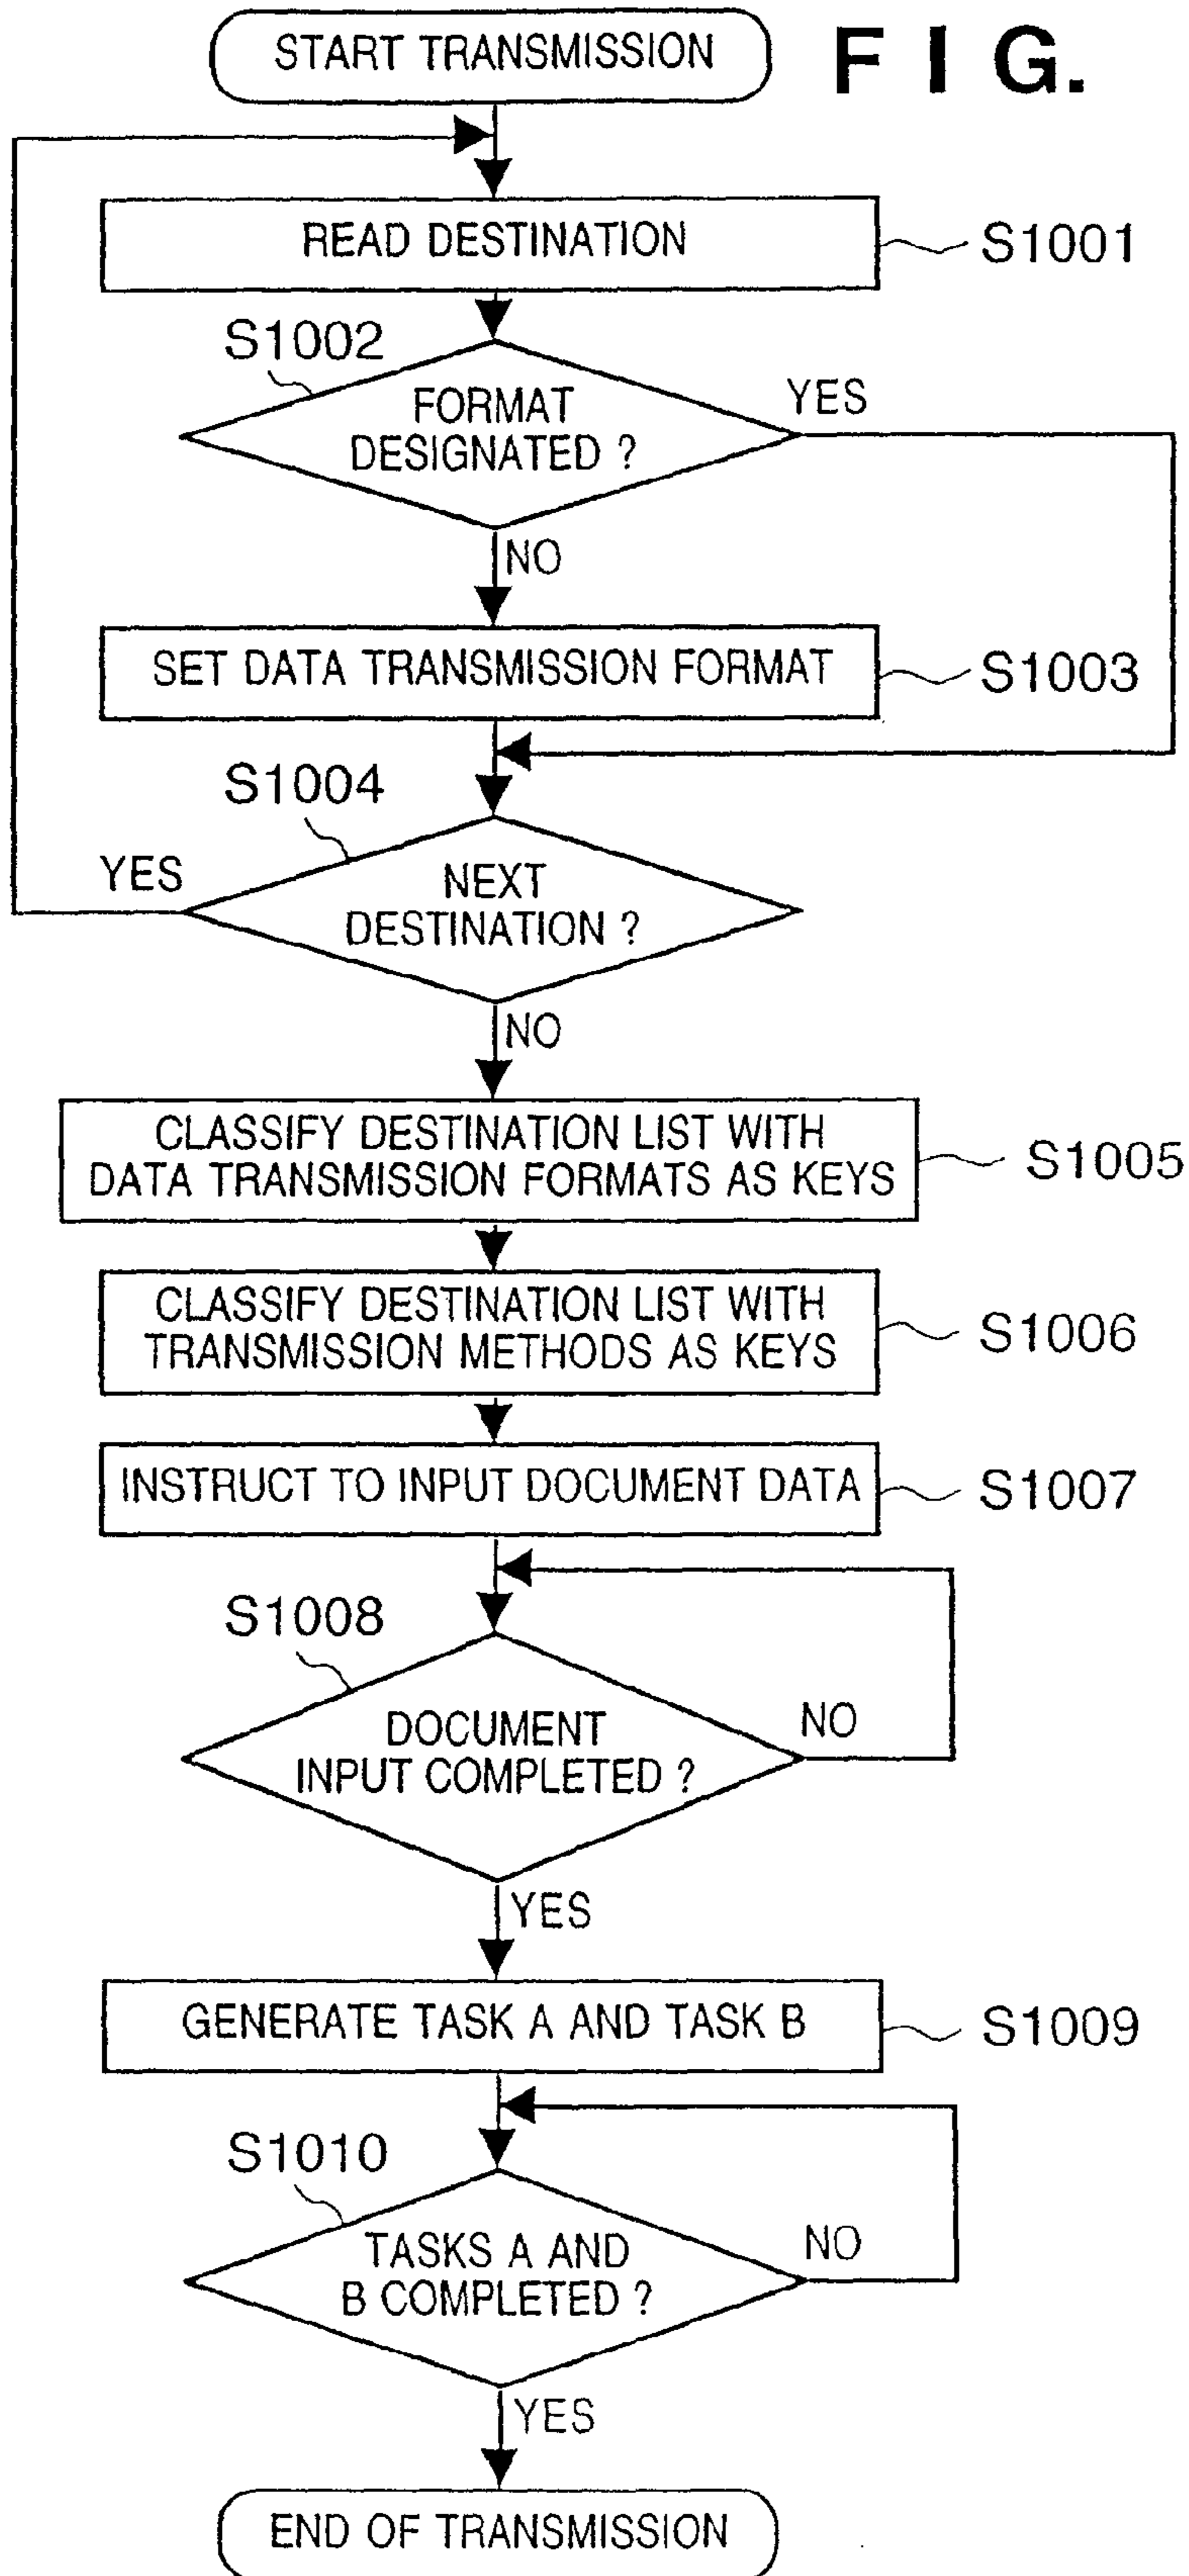 START TRANSMISSION
F I G.
READ DESTINATION
S1001
S1002
FORMAT
DESIGNATED ?
YES
NO
SET DATA TRANSMISSION FORMAT
S1003
S1004
YES
NEXT
DESTINATION ?
NO
CLASSIFY DESTINATION LIST WITH
DATA TRANSMISSION FORMATS AS KEYS
S1005
CLASSIFY DESTINATION LIST WITH
TRANSMISSION METHODS AS KEYS
S1006
INSTRUCT TO INPUT DOCUMENT DATA
S1007
S1008
DOCUMENT
INPUT COMPLETED ?
NO
YES
GENERATE TASK A AND TASK B
S1009
S1010
TASKS A AND
B COMPLETED ?
NO
YES
END OF TRANSMISSION